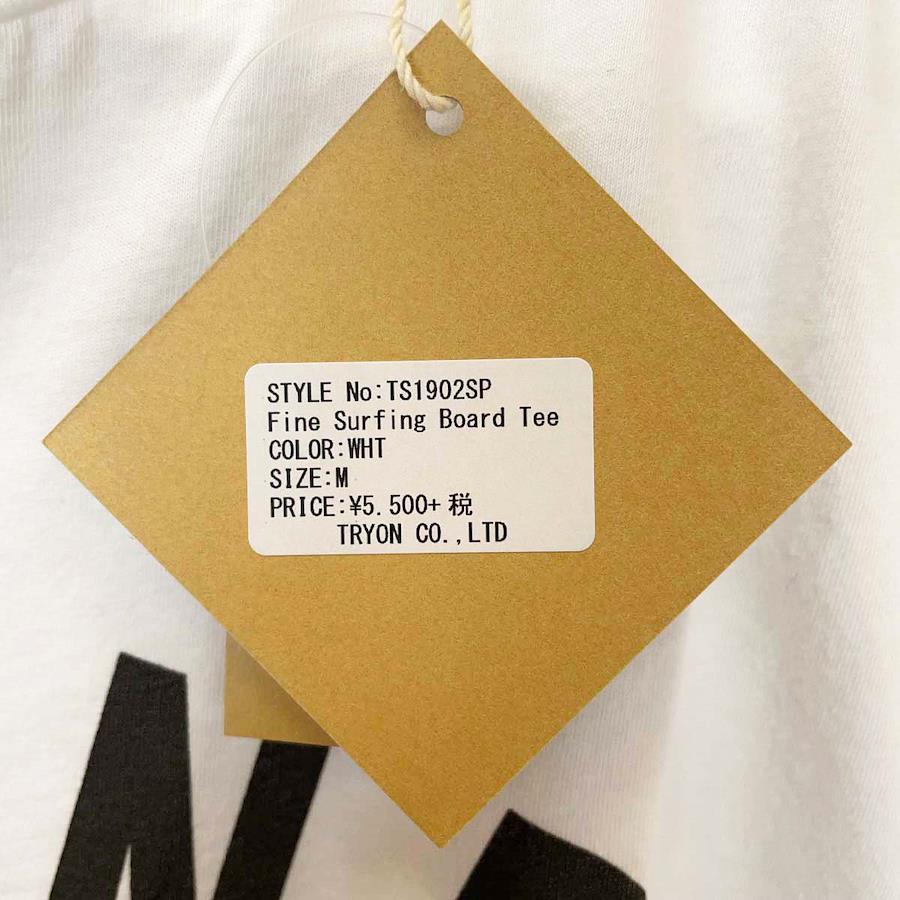 STYLE No:TS1902SP
Fine Surfing Board Tee
COLOR:WHT
SIZE:M
PRICE:¥5.500+税
TRYON CO.,LTD